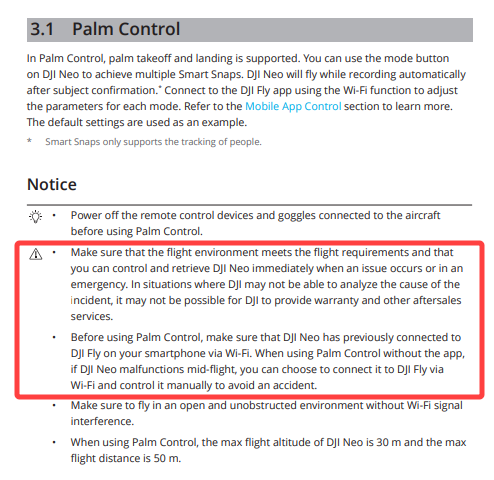 3.1 Palm Control
In Palm Control, palm takeoff and landing is supported. You can use the mode button
on DJI Neo to achieve multiple Smart Snaps. DJI Neo will fly while recording automatically
after subject confirmation.* Connect to the DJI Fly app using the Wi-Fi function to adjust
the parameters for each mode. Refer to the Mobile App Control section to learn more.
The default settings are used as an example.
* Smart Snaps only supports the tracking of people.
Notice
• Power off the remote control devices and goggles connected to the aircraft
before using Palm Control.
• Make sure that the flight environment meets the flight requirements and that
you can control and retrieve DJI Neo immediately when an issue occurs or in an
emergency. In situations where DJI may not be able to analyze the cause of the
incident, it may not be possible for DJI to provide warranty and other aftersales
services.
• Before using Palm Control, make sure that DJI Neo has previously connected to
DJI Fly on your smartphone via Wi-Fi. When using Palm Control without the app,
if DJI Neo malfunctions mid-flight, you can choose to connect it to DJI Fly via
Wi-Fi and control it manually to avoid an accident.
• Make sure to fly in an open and unobstructed environment without Wi-Fi signal
interference.
• When using Palm Control, the max flight altitude of DJI Neo is 30 m and the max
flight distance is 50 m.